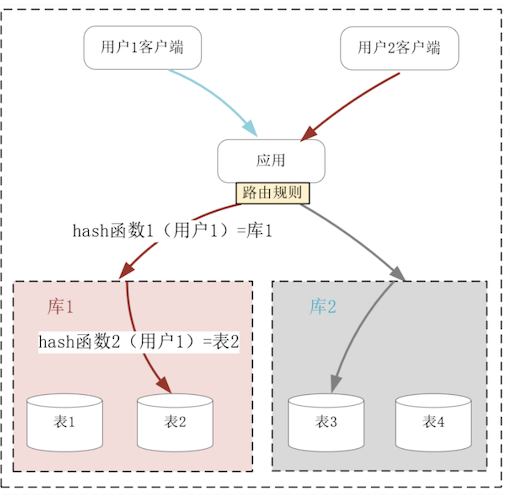 用户1客户端
用户2客户端
应用
路由规则
hash函数1（用户1）=库1
库1
库2
hash函数2（用户1）=表2
表1
表2
表3
表4